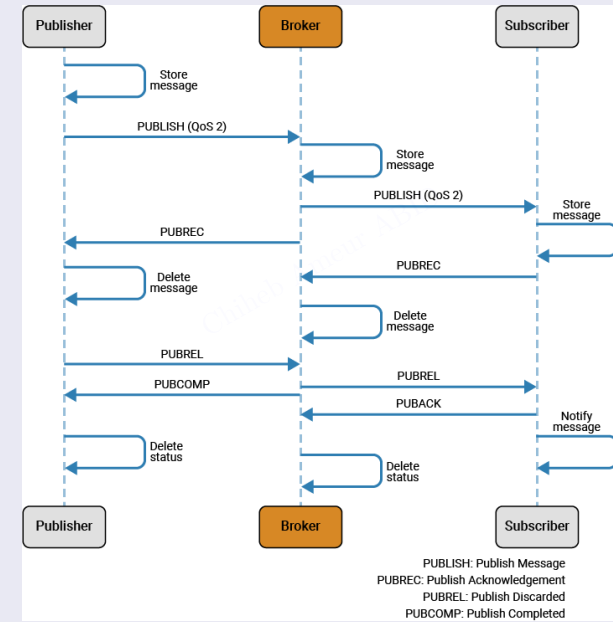 Publisher
Broker
Subscriber
Store
message
PUBLISH (QoS 2)
Store
message
PUBLISH (QoS 2)
Store
message
PUBREC
PUBREC
Delete
message
Delete
message
PUBREL
PUBREL
PUBCOMP
PUBACK
Notify
message
Delete
status
Delete
status
Publisher
Broker
Subscriber
PUBLISH: Publish Message
PUBREC: Publish Acknowledgement
PUBREL: Publish Discarded
PUBCOMP: Publish Completed